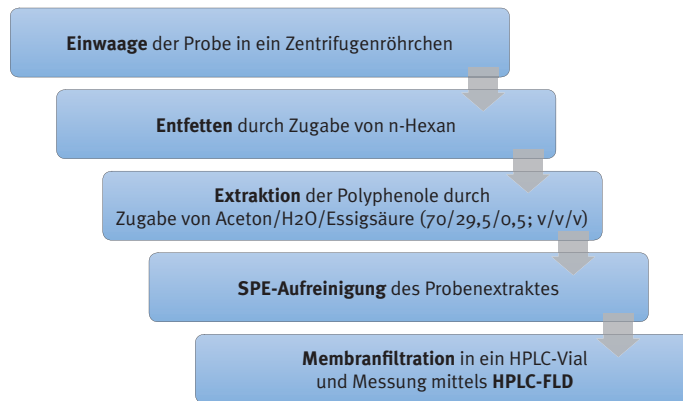 Einwaage der Probe in ein Zentrifugenröhrchen
Entfetten durch Zugabe von n-Hexan
Extraktion der Polyphenole durch
Zugabe von Aceton/H2O/Essigsäure (70/29,5/0,5; v/v/v)
SPE-Aufreinigung des Probenextraktes
Membranfiltration in ein HPLC-Vial
und Messung mittels HPLC-FLD